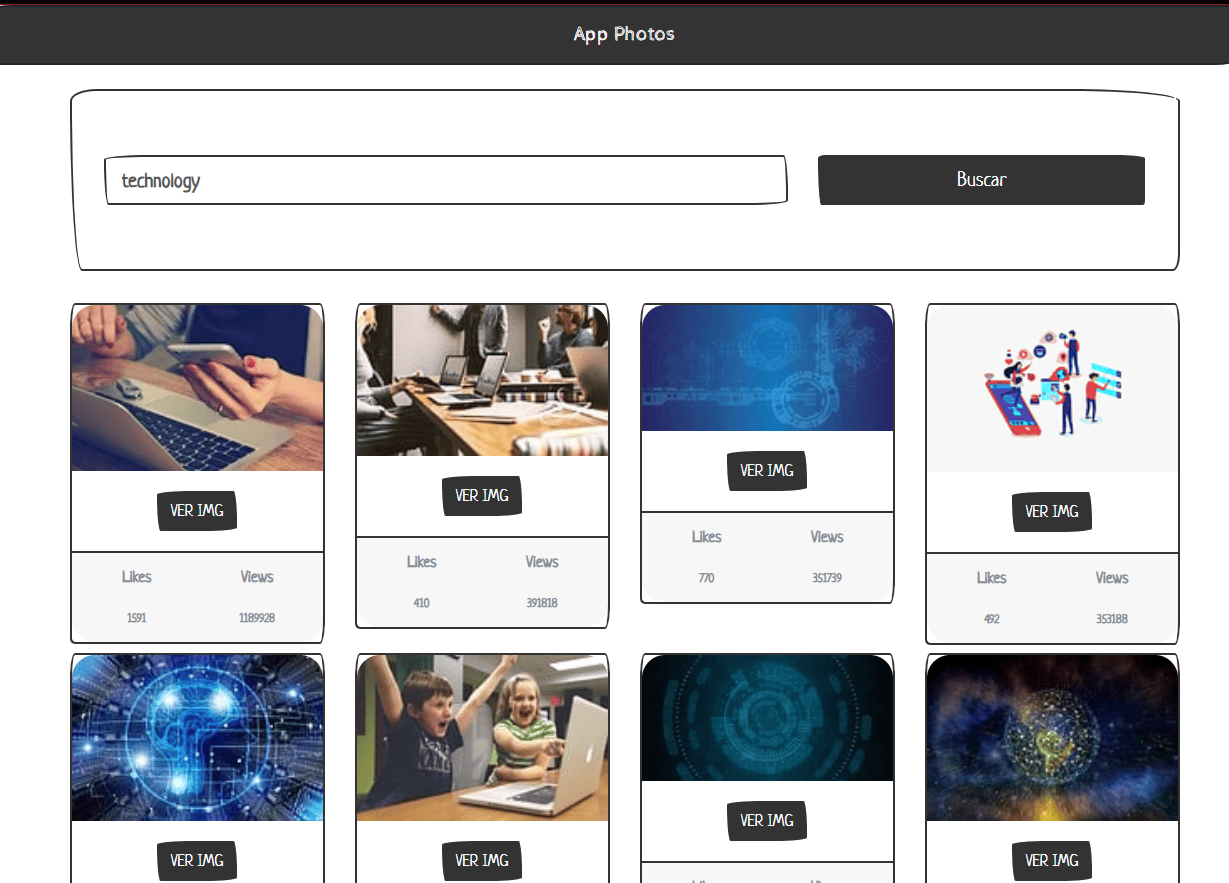 App Photos
technology
Buscar
VER IMG
Likes Views
1591 1189928
VER IMG
Likes Views
410 391818
VER IMG
Likes Views
770 351739
VER IMG
Likes Views
492 353188
VER IMG
VER IMG
VER IMG
VER IMG